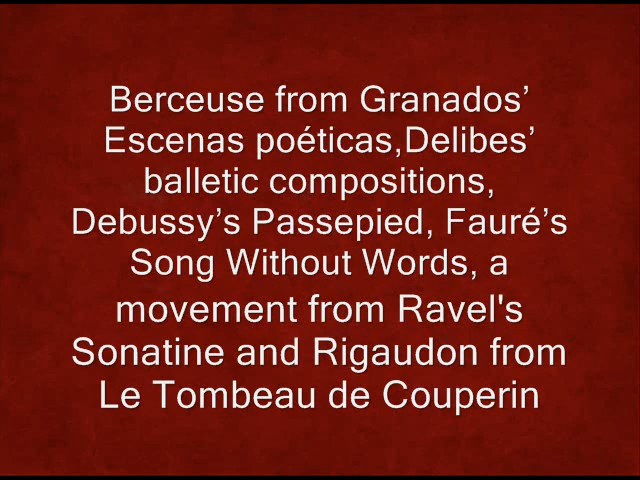 Berceuse from Granados’
Escenas poéticas,Delibes’
balletic compositions,
Debussy’s Passepied, Fauré’s
Song Without Words, a
movement from Ravel's
Sonatine and Rigaudon from
Le Tombeau de Couperin